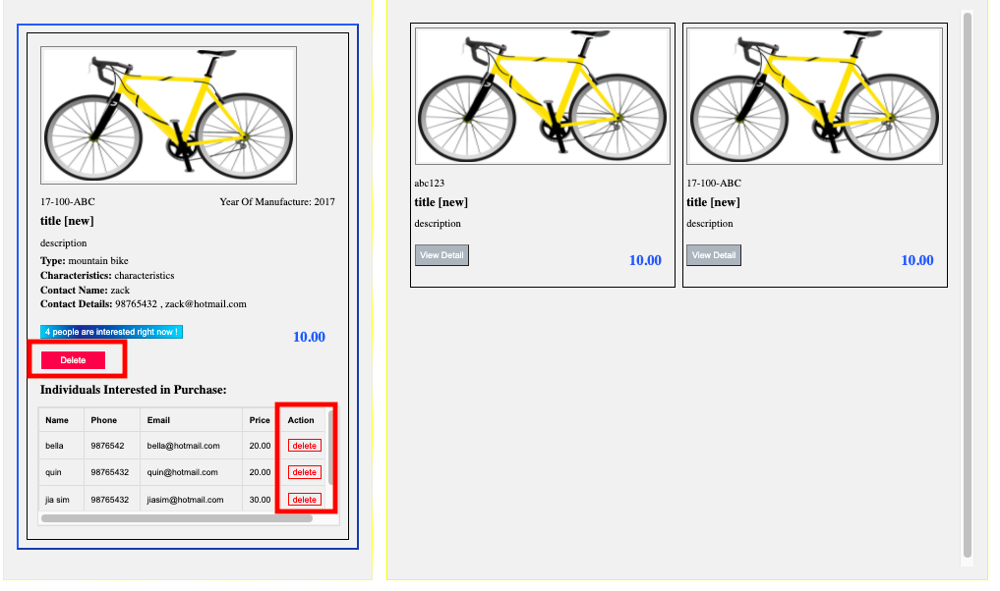 17-100-ABC Year Of Manufacture: 2017
title [new]
description
Type: mountain bike
Characteristics: characteristics
Contact Name: zack
Contact Details: 98765432 , zack@hotmail.com
4 people are interested right now !
10.00
Delete
Individuals Interested in Purchase:
Name Phone Email Price Action
bella 9876542 bella@hotmail.com 20.00 delete
quin 98765432 quin@hotmail.com 20.00 delete
jia sim 98765432 jiasim@hotmail.com 30.00 delete
abc123
title [new]
description
View Detail
10.00
17-100-ABC
title [new]
description
View Detail
10.00